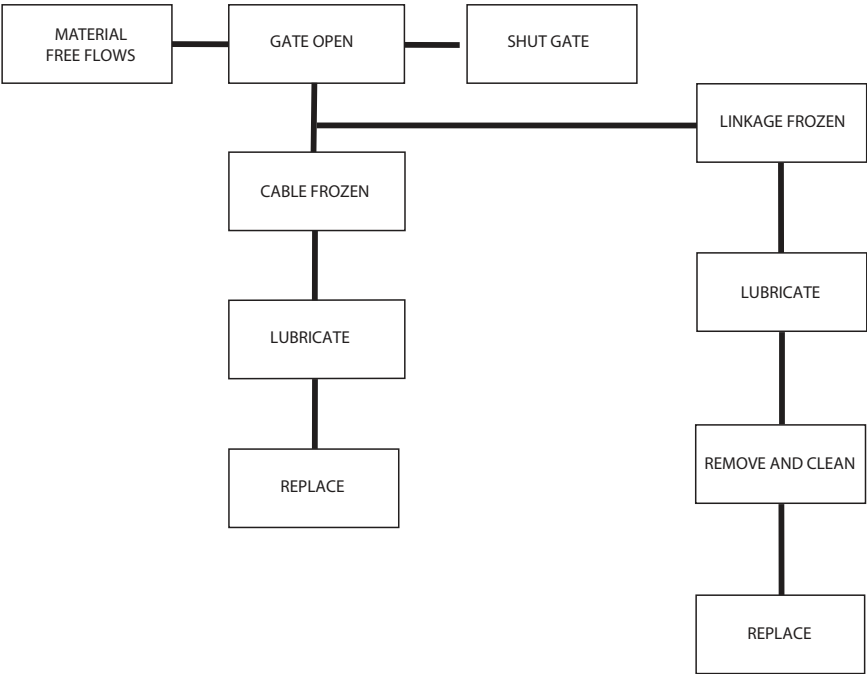 MATERIAL
FREE FLOWS
GATE OPEN
SHUT GATE
LINKAGE FROZEN
CABLE FROZEN
LUBRICATE
LUBRICATE
REMOVE AND CLEAN
REPLACE
REPLACE